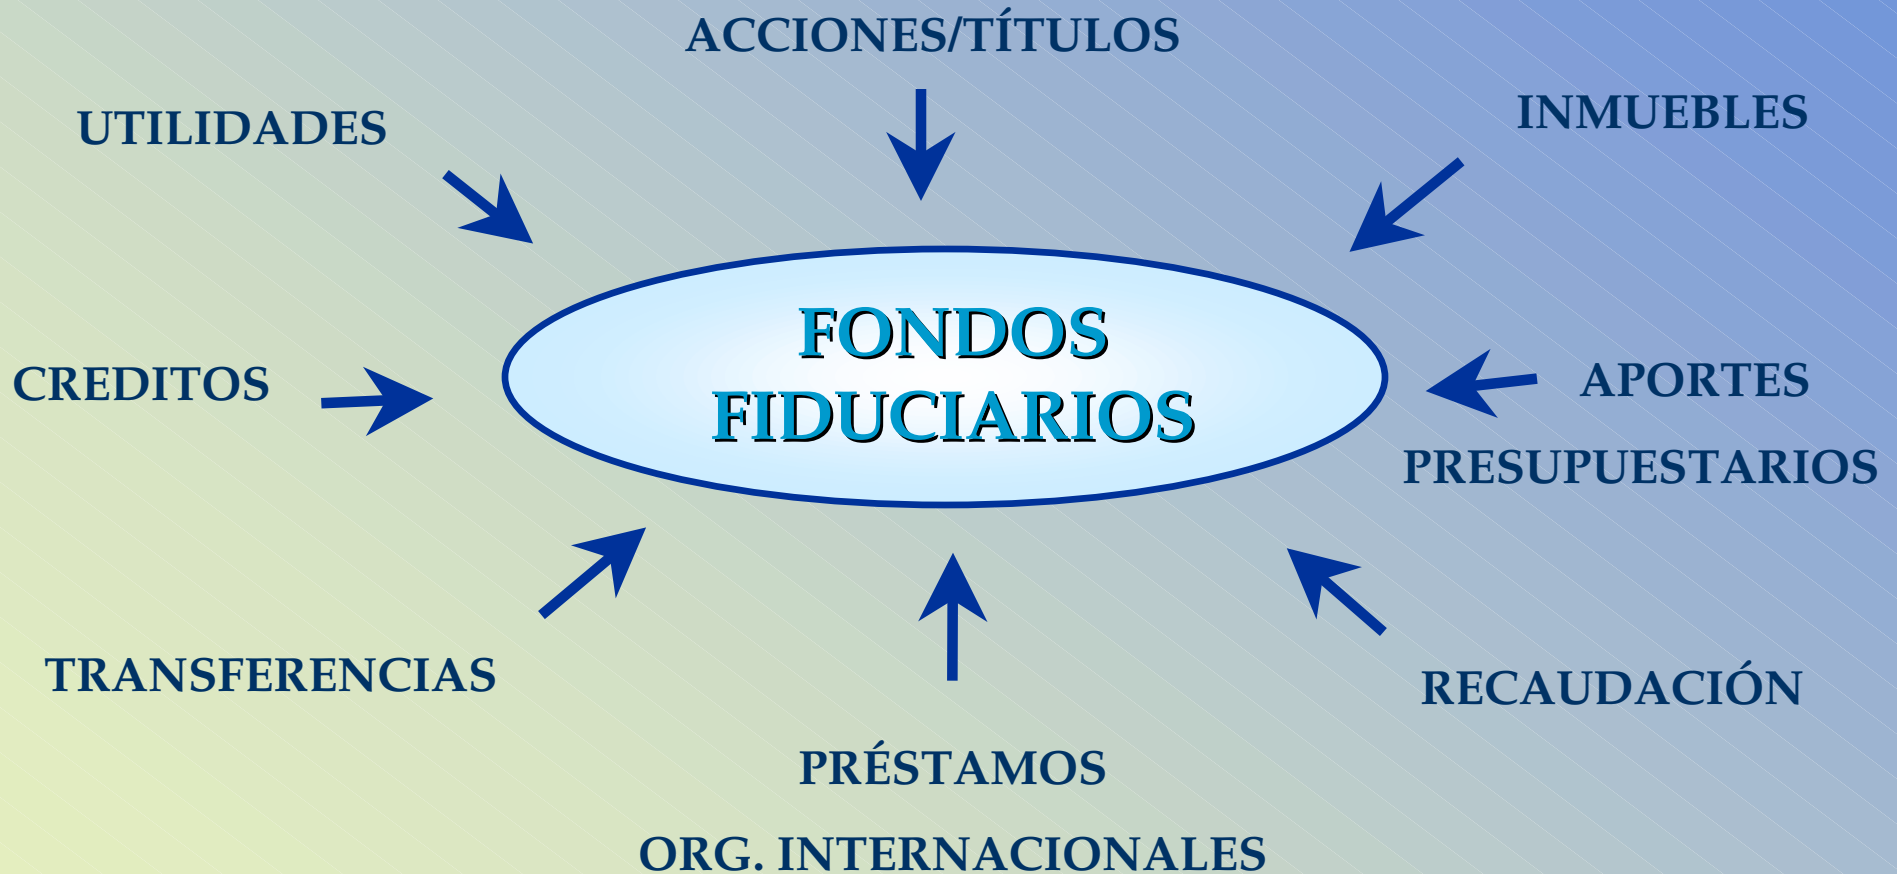 ACCIONES/TÍTULOS
UTILIDADES
INMUEBLES
FONDOS
FIDUCIARIOS
CREDITOS
APORTES
PRESUPUESTARIOS
TRANSFERENCIAS
RECAUDACIÓN
PRÉSTAMOS
ORG. INTERNACIONALES